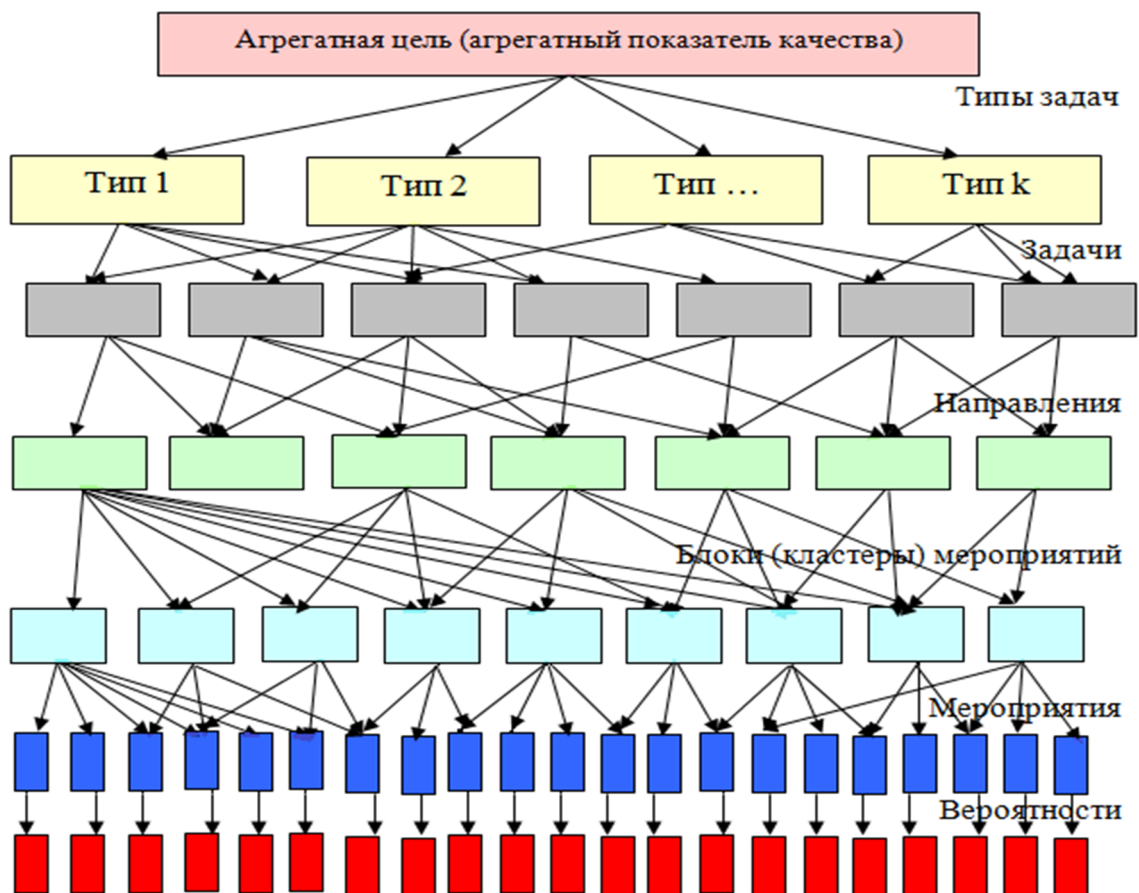 Агрегатная цель (агрегатный показатель качества)
Типы задач
Тип 1
Тип 2
Тип …
Тип k
Задачи
Направления
Блоки (кластеры) мероприятий
Мероприятия
Вероятности